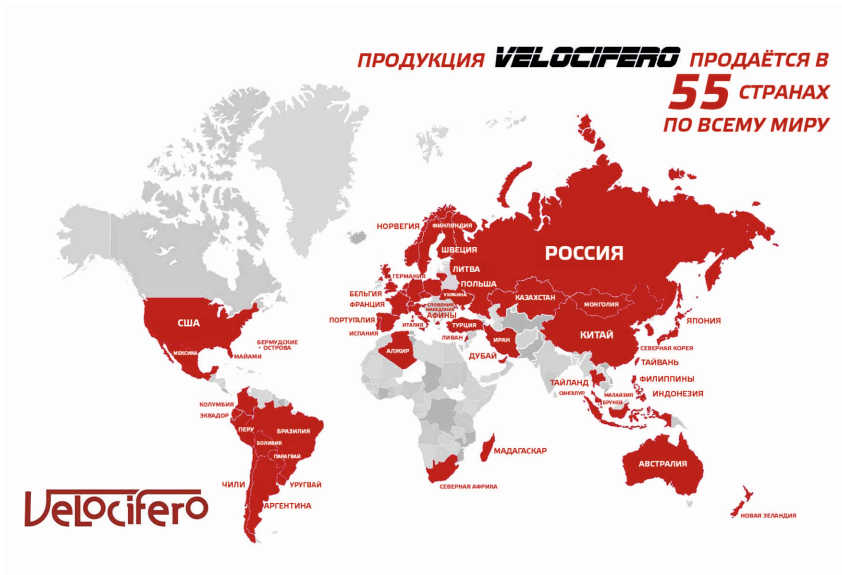 ПРОДУКЦИЯ VELOCIFERO ПРОДАЁТСЯ В
55 СТРАНАХ
ПО ВСЕМУ МИРУ
НОРВЕГИЯ
ФИНЛЯНДИЯ
ШВЕЦИЯ
РОССИЯ
ЛИТВА
ГЕРМАНИЯ
ПОЛЬША
БЕЛЬГИЯ
УКРАИНА
КАЗАХСТАН
ФРАНЦИЯ
СЛОВЕНИЯ
МАКЕДОНИЯ
МОНГОЛИЯ
АФИНЫ
ПОРТУГАЛИЯ
ИТАЛИЯ
ТУРЦИЯ
ЯПОНИЯ
США
ИСПАНИЯ
КИТАЙ
ЛИВАН
ИРАН
БЕРМУДСКИЕ
ОСТРОВА
СЕВЕРНАЯ КОРЕЯ
МЕКСИКА
МАЙАМИ
АЛЖИР
ДУБАЙ
ТАЙВАНЬ
ТАЙЛАНД
ФИЛИППИНЫ
СИНГАПУР
МАЛАЙЗИЯ
БРУНЕЙ
ИНДОНЕЗИЯ
КОЛУМБИЯ
ЭКВАДОР
ПЕРУ
БРАЗИЛИЯ
БОЛИВИЯ
МАДАГАСКАР
ПАРАГВАЙ
АВСТРАЛИЯ
ЧИЛИ
УРУГВАЙ
СЕВЕРНАЯ АФРИКА
АРГЕНТИНА
Velocifero
НОВАЯ ЗЕЛАНДИЯ